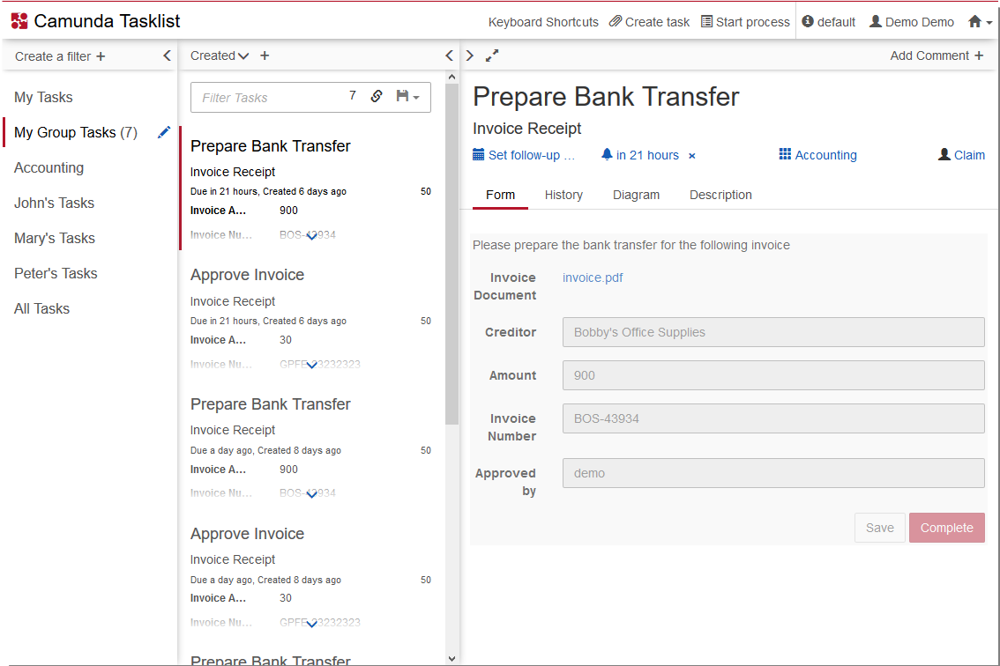 Camunda Tasklist
Keyboard Shortcuts Create task Start process default Demo Demo
Create a filter +
My Tasks
My Group Tasks (7)
Accounting
John's Tasks
Mary's Tasks
Peter's Tasks
All Tasks
Created +
Filter Tasks 7
Prepare Bank Transfer
Invoice Receipt
Due in 21 hours, Created 6 days ago 50
Invoice A... 900
Invoice Nu... BOS-43934
Approve Invoice
Invoice Receipt
Due in 21 hours, Created 6 days ago 50
Invoice A... 30
Invoice Nu... GPFE-23232323
Prepare Bank Transfer
Invoice Receipt
Due a day ago, Created 8 days ago 50
Invoice A... 900
Invoice Nu... BOS-43934
Approve Invoice
Invoice Receipt
Due a day ago, Created 8 days ago 50
Invoice A... 30
Invoice Nu... GPFE-23232323
Prepare Bank Transfer
Add Comment +
Prepare Bank Transfer
Invoice Receipt
Set follow-up ... in 21 hours × Accounting Claim
Form History Diagram Description
Please prepare the bank transfer for the following invoice
Invoice invoice.pdf
Document
Creditor Bobby's Office Supplies
Amount 900
Invoice BOS-43934
Number
Approved demo
by
Save Complete